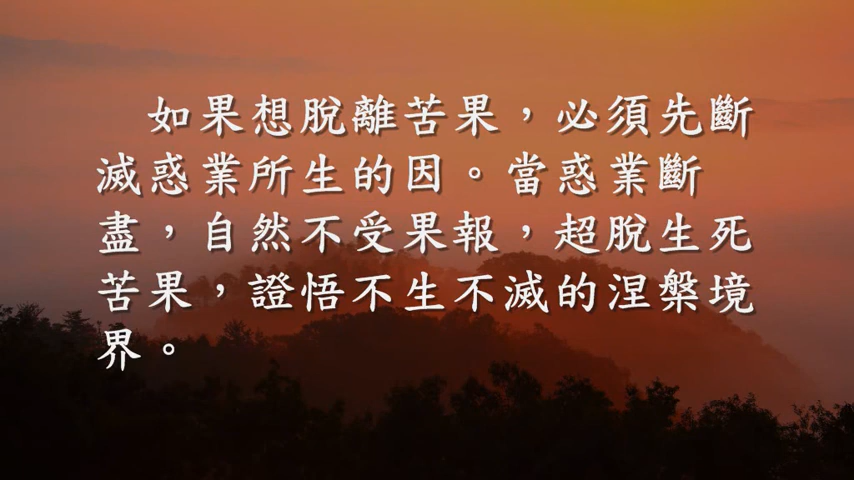 如果想脫離苦果，必須先斷
滅惑業所生的因。當惑業斷
盡，自然不受果報，超脫生死
苦果，證悟不生不滅的涅槃境
界。